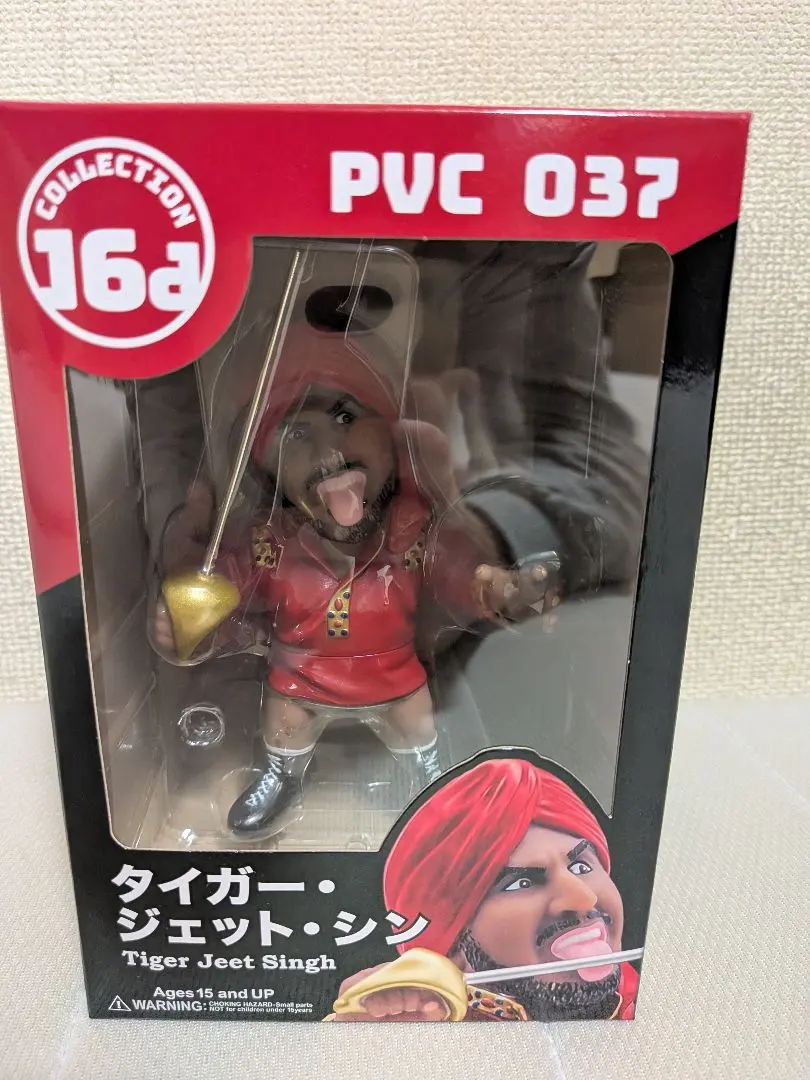 COLLECTION
16d
PVC 037
タイガー・
ジェット・シン
Tiger Jeet Singh
Ages 15 and UP
WARNING: CHOKING HAZARD-Small parts
NOT for children under 15years